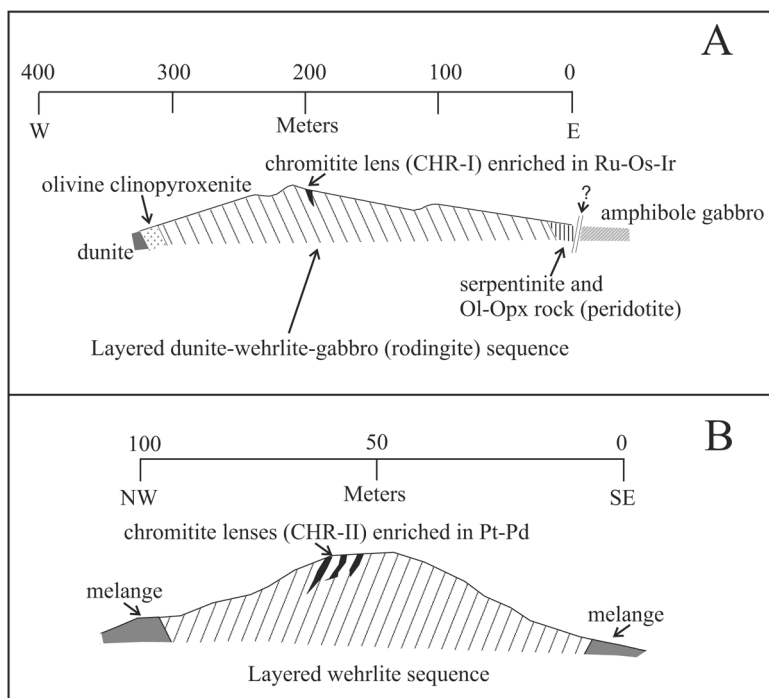 A
400 300 200 100 0
W Meters E
chromitite lens (CHR-I) enriched in Ru-Os-Ir
olivine clinopyroxenite
?
amphibole gabbro
dunite
serpentinite and
Ol-Opx rock (peridotite)
Layered dunite-wehrlite-gabbro (rodingite) sequence
B
100 50 0
NW Meters SE
chromitite lenses (CHR-II) enriched in Pt-Pd
melange
melange
Layered wehrlite sequence